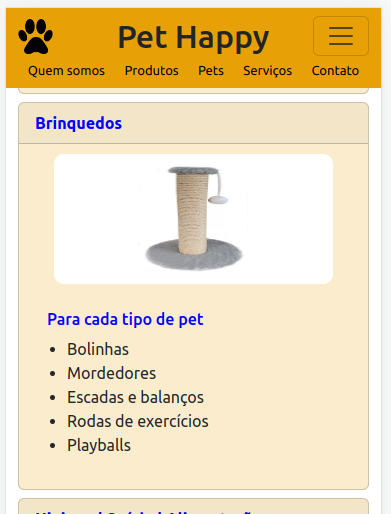 Pet Happy
Quem somos Produtos Pets Serviços Contato
Brinquedos
Para cada tipo de pet
Bolinhas
Mordedores
Escadas e balanços
Rodas de exercícios
Playballs